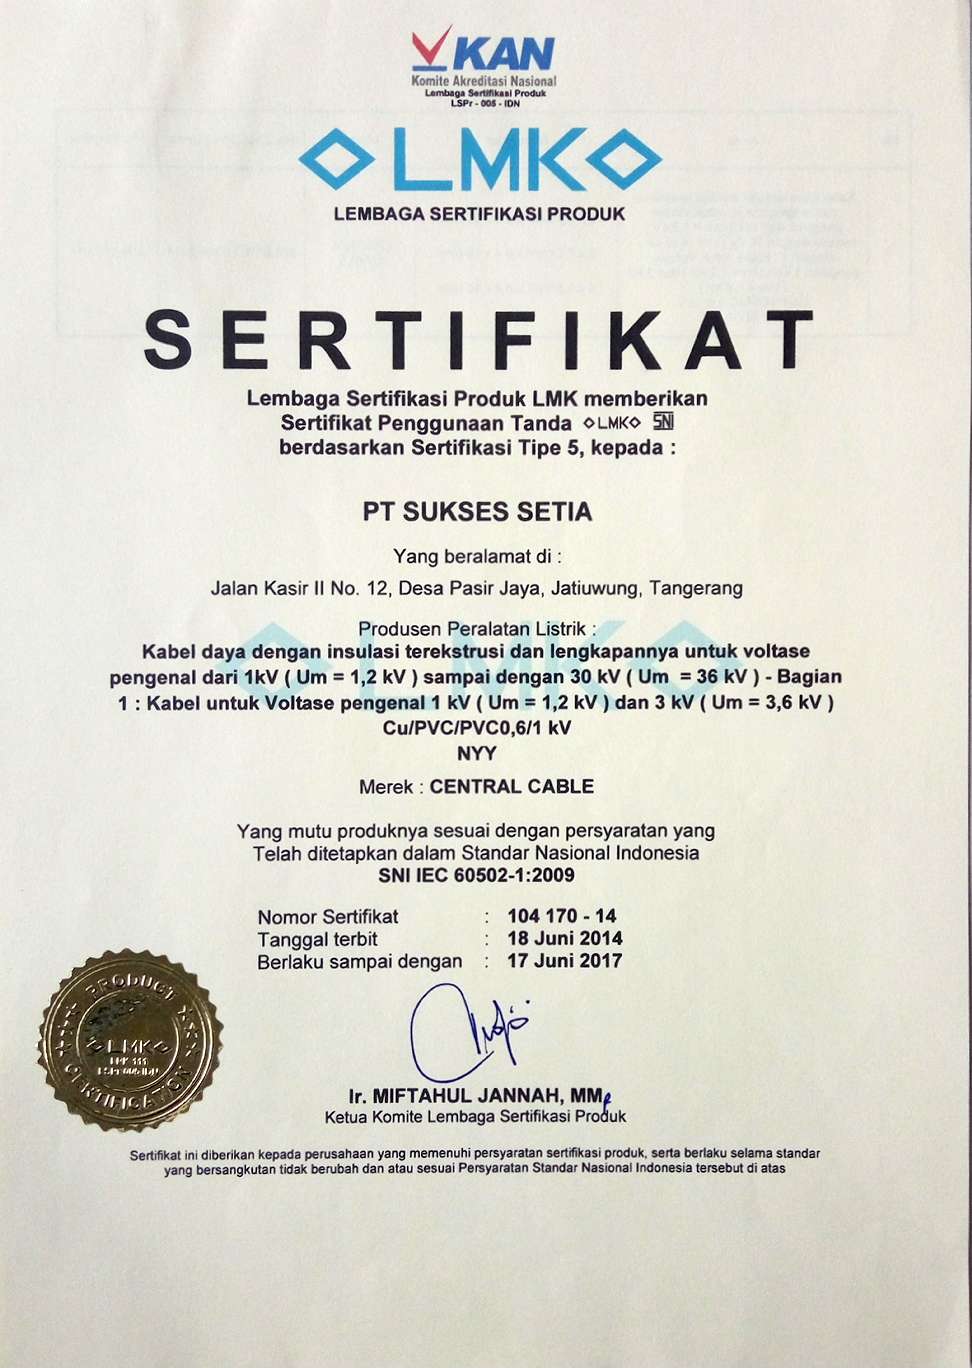 KAN
Komite Akreditasi Nasional
Lembaga Sertifikasi Produk
LSPr - 005 - IDN
LMK
LEMBAGA SERTIFIKASI PRODUK
SERTIFIKAT
Lembaga Sertifikasi Produk LMK memberikan
Sertifikat Penggunaan Tanda LMK SNI
berdasarkan Sertifikasi Tipe 5, kepada :
PT SUKSES SETIA
Yang beralamat di :
Jalan Kasir II No. 12, Desa Pasir Jaya, Jatiuwung, Tangerang
Produsen Peralatan Listrik :
Kabel daya dengan insulasi terekstrusi dan lengkapannya untuk voltase
pengenal dari 1kV ( Um = 1,2 kV ) sampai dengan 30 kV ( Um = 36 kV ) - Bagian
1 : Kabel untuk Voltase pengenal 1 kV ( Um = 1,2 kV ) dan 3 kV ( Um = 3,6 kV )
Cu/PVC/PVC0,6/1 kV
NYY
Merek : CENTRAL CABLE
Yang mutu produknya sesuai dengan persyaratan yang
Telah ditetapkan dalam Standar Nasional Indonesia
SNI IEC 60502-1:2009
Nomor Sertifikat : 104 170 - 14
Tanggal terbit : 18 Juni 2014
Berlaku sampai dengan : 17 Juni 2017
PRODUCT
LMK
LSPr-005-IDN
CERTIFICATION
Ir. MIFTAHUL JANNAH, MM
Ketua Komite Lembaga Sertifikasi Produk
Sertifikat ini diberikan kepada perusahaan yang memenuhi persyaratan sertifikasi produk, serta berlaku selama standar
yang bersangkutan tidak berubah dan atau sesuai Persyaratan Standar Nasional Indonesia tersebut di atas